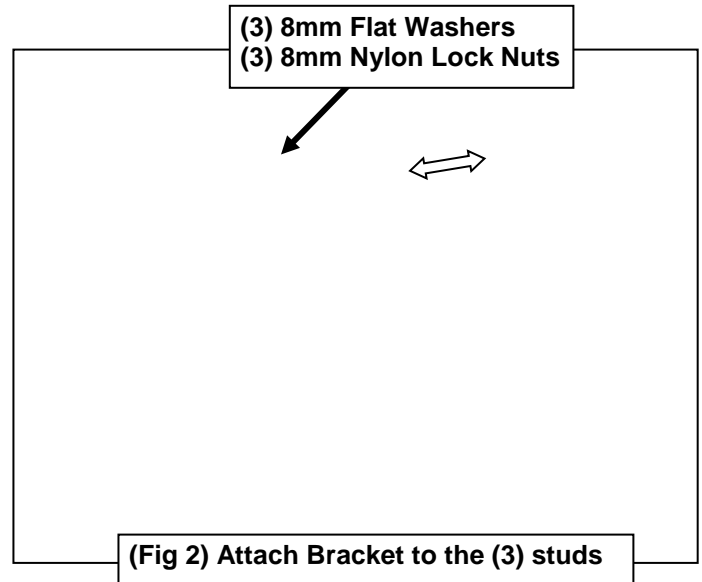 (3) 8mm Flat Washers
(3) 8mm Nylon Lock Nuts
(Fig 2) Attach Bracket to the (3) studs